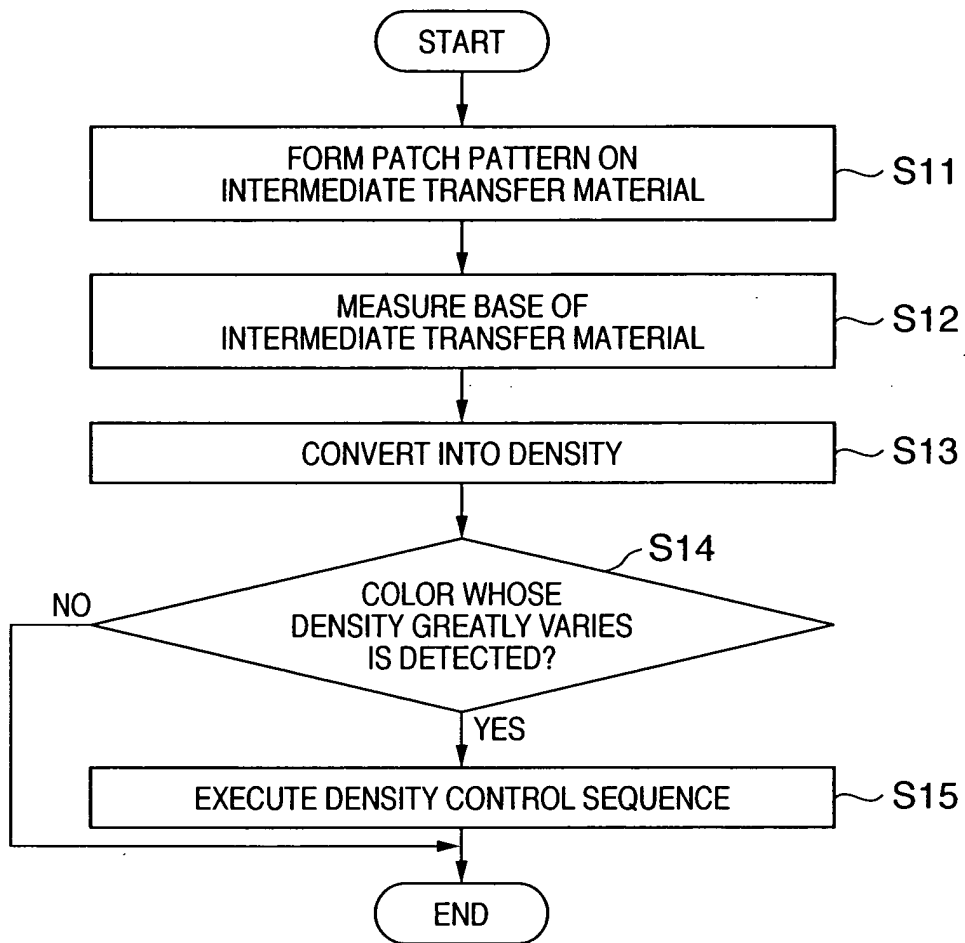 START
FORM PATCH PATTERN ON
INTERMEDIATE TRANSFER MATERIAL
S11
MEASURE BASE OF
INTERMEDIATE TRANSFER MATERIAL
S12
CONVERT INTO DENSITY
S13
S14
COLOR WHOSE
DENSITY GREATLY VARIES
IS DETECTED?
NO
YES
EXECUTE DENSITY CONTROL SEQUENCE
S15
END